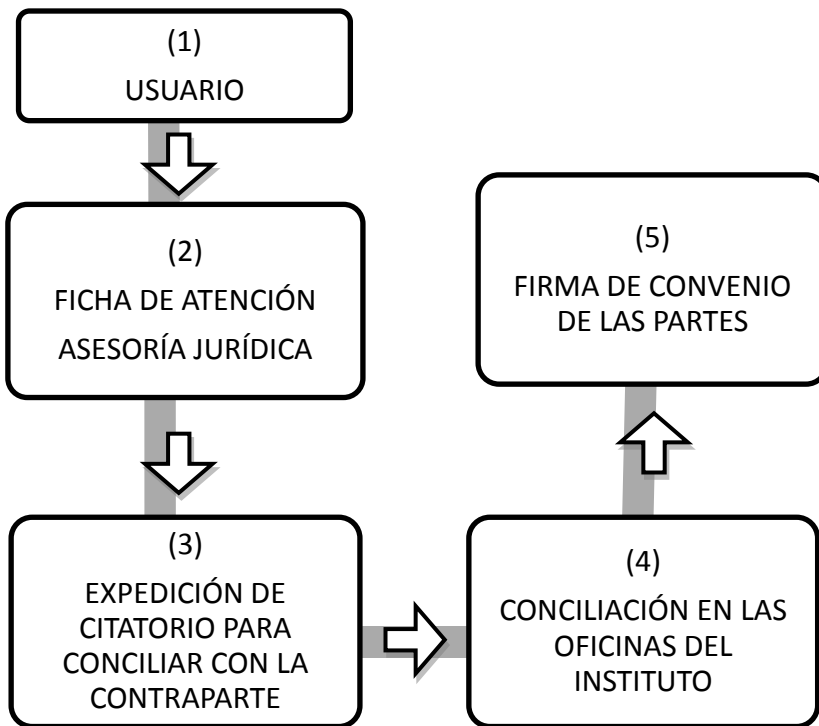 (1)
USUARIO
(2)
FICHA DE ATENCIÓN
ASESORÍA JURÍDICA
(3)
EXPEDICIÓN DE
CITATORIO PARA
CONCILIAR CON LA
CONTRAPARTE
(4)
CONCILIACIÓN EN LAS
OFICINAS DEL
INSTITUTO
(5)
FIRMA DE CONVENIO
DE LAS PARTES